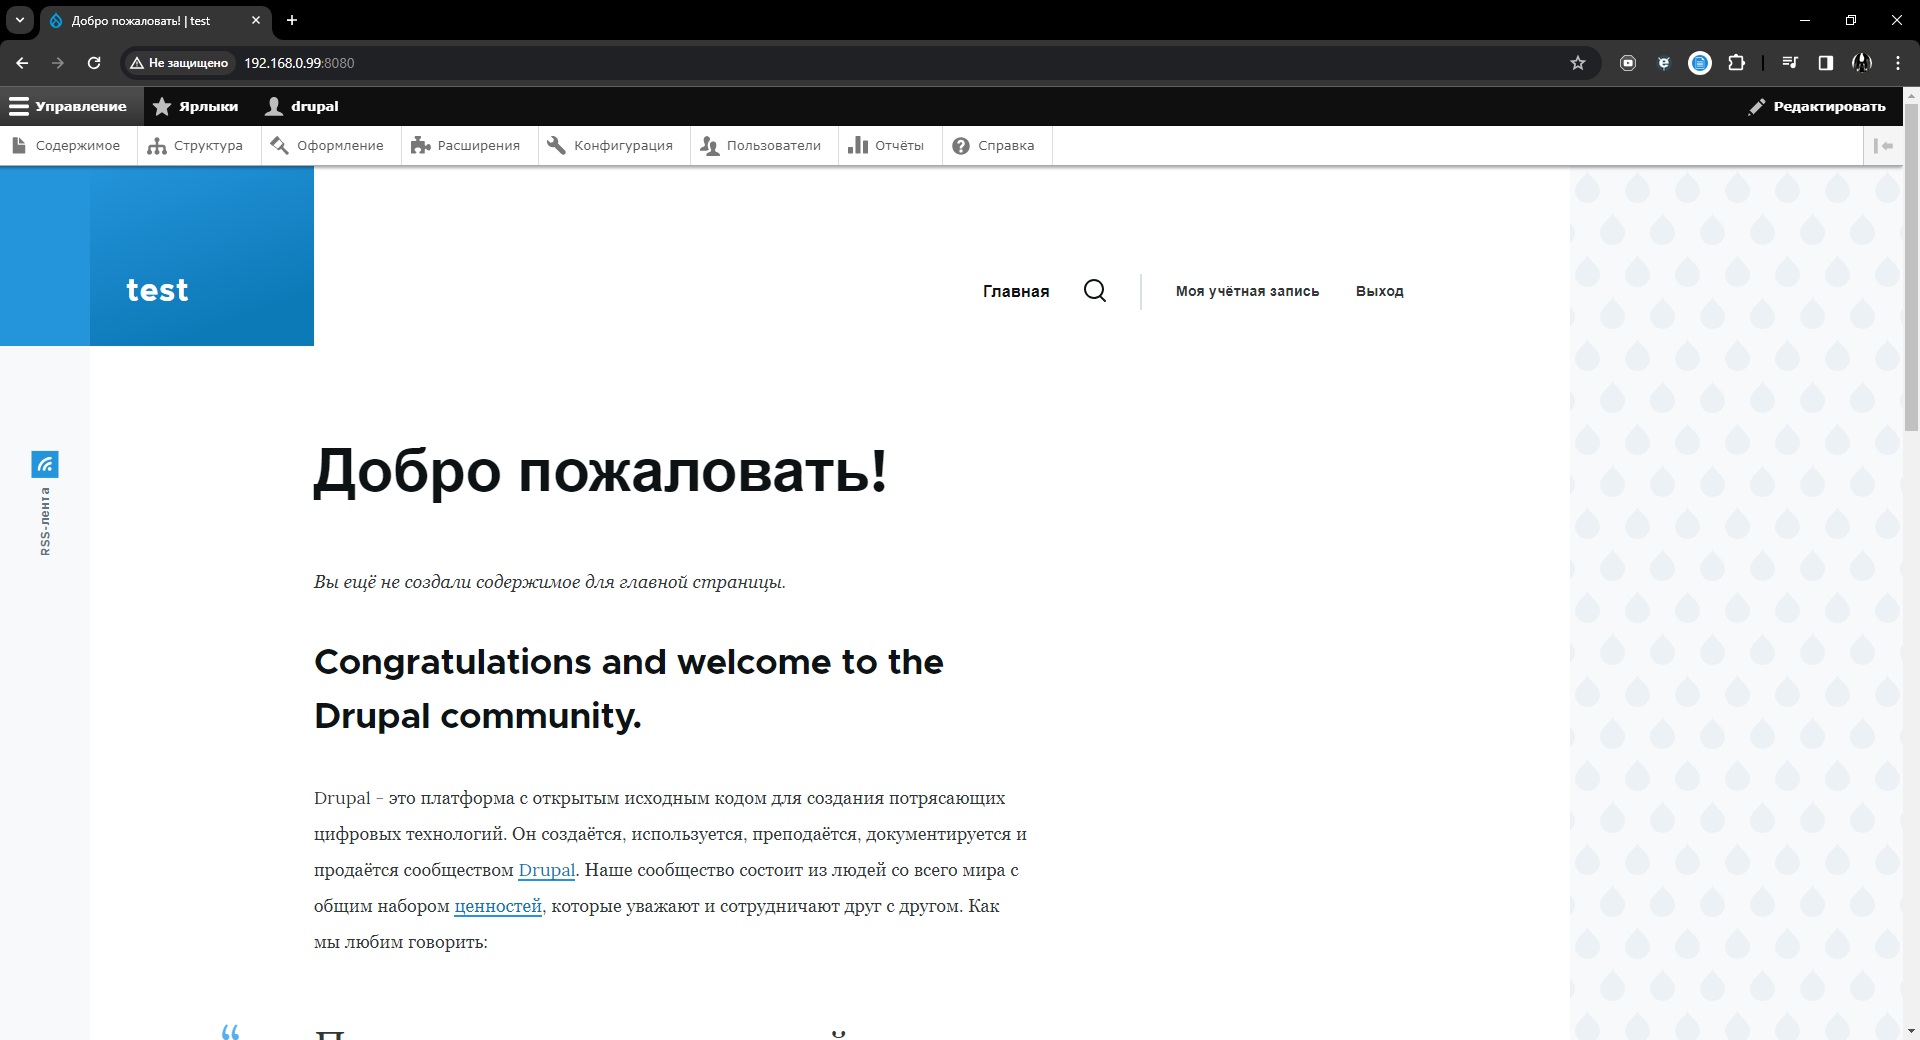 Добро пожаловать! | test
Не защищено 192.168.0.99:8080
Управление Ярлыки drupal Редактировать
Содержимое Структура Оформление Расширения Конфигурация Пользователи Отчёты Справка
test
Главная Моя учётная запись Выход
RSS-лента
Добро пожаловать!
Вы ещё не создали содержимое для главной страницы.
Congratulations and welcome to the
Drupal community.
Drupal - это платформа с открытым исходным кодом для создания потрясающих
цифровых технологий. Он создаётся, используется, преподаётся, документируется и
продаётся сообществом Drupal. Наше сообщество состоит из людей со всего мира с
общим набором ценностей, которые уважают и сотрудничают друг с другом. Как
мы любим говорить: